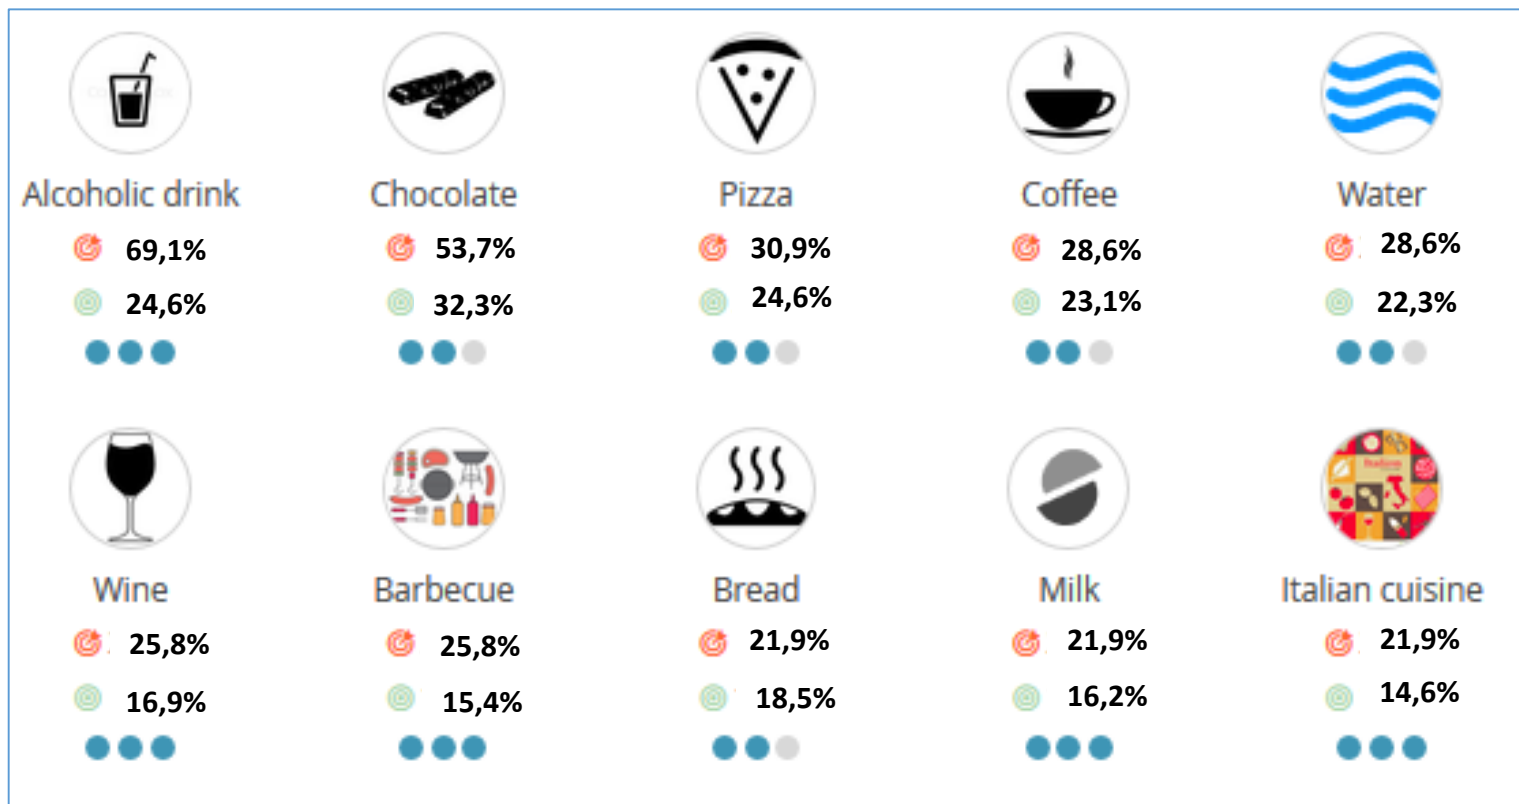 Alcoholic drink
69,1%
24,6%
Chocolate
53,7%
32,3%
Pizza
30,9%
24,6%
Coffee
28,6%
23,1%
Water
28,6%
22,3%
Wine
25,8%
16,9%
Barbecue
25,8%
15,4%
Bread
21,9%
18,5%
Milk
21,9%
16,2%
Italian cuisine
21,9%
14,6%